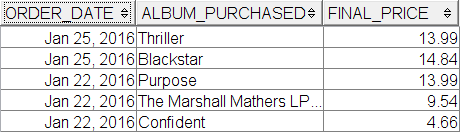 ORDER_DATE ALBUM_PURCHASED FINAL_PRICE
Jan 25, 2016 Thriller 13.99
Jan 25, 2016 Blackstar 14.84
Jan 22, 2016 Purpose 13.99
Jan 22, 2016 The Marshall Mathers LP... 9.54
Jan 22, 2016 Confident 4.66